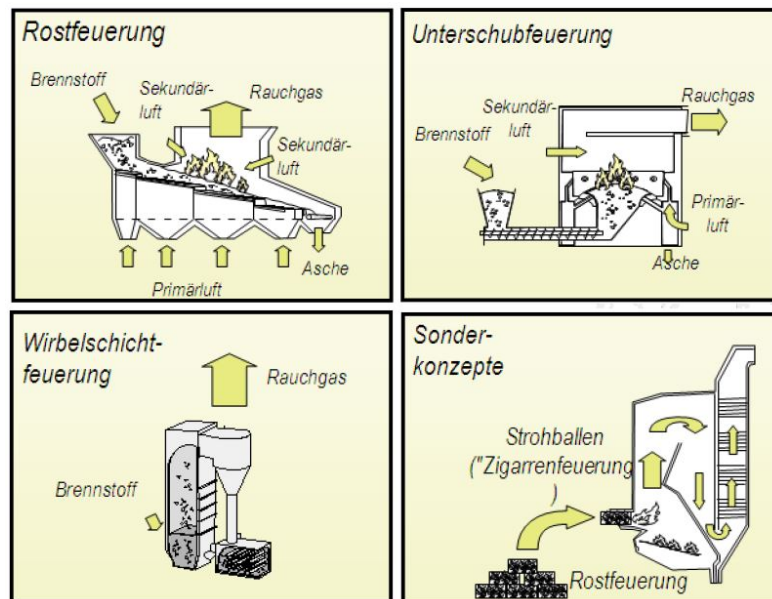 Rostfeuerung
Brennstoff
Sekundär-
luft
Rauchgas
Sekundär-
luft
Asche
Primärluft
Unterschubfeuerung
Sekundär-
luft
Rauchgas
Brennstoff
Primär-
luft
Asche
Wirbelschicht-
feuerung
Rauchgas
Brennstoff
Sonder-
konzepte
Strohballen
("Zigarrenfeuerung
)
Rostfeuerung